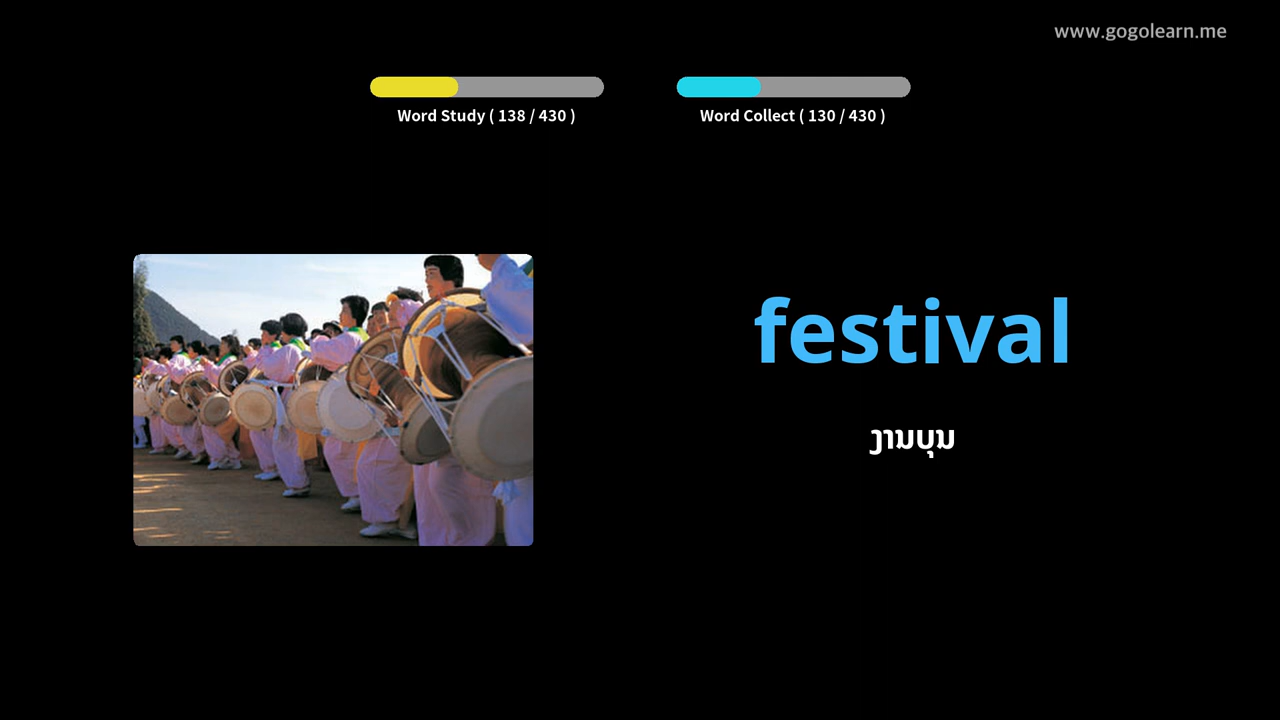 www.gogolearn.me
Word Study ( 138 / 430 )
Word Collect ( 130 / 430 )
festival
ງານບຸນ